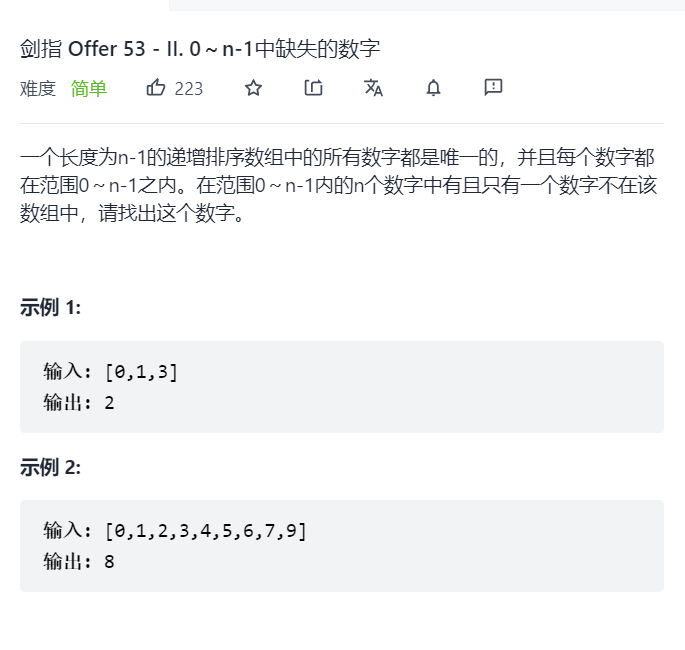 剑指 Offer 53 - II. 0～n-1中缺失的数字
难度 简单 223
一个长度为n-1的递增排序数组中的所有数字都是唯一的，并且每个数字都
在范围0～n-1之内。在范围0～n-1内的n个数字中有且只有一个数字不在该
数组中，请找出这个数字。
示例 1:
输入: [0,1,3]
输出: 2
示例 2:
输入: [0,1,2,3,4,5,6,7,9]
输出: 8